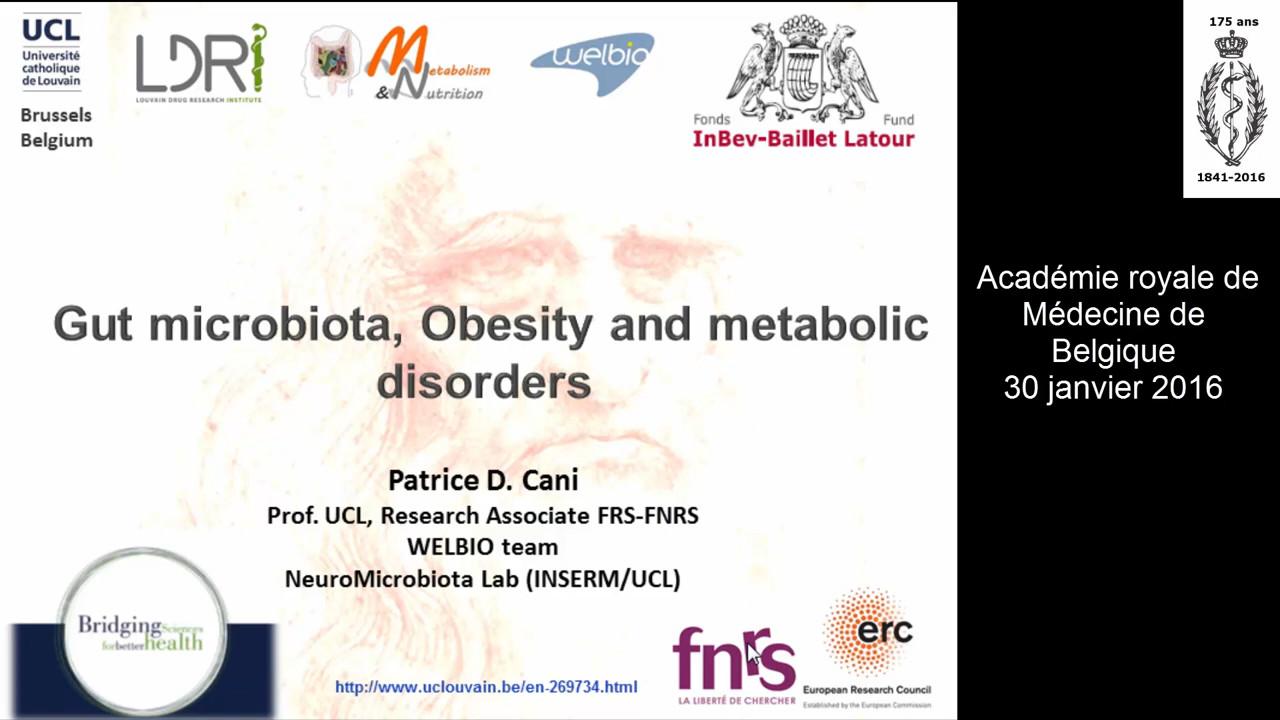 UCL
Université
catholique
de Louvain
Brussels
Belgium
LDRI
LOUVAIN DRUG RESEARCH INSTITUTE
Metabolism
& Nutrition
welbio
Fonds Fund
InBev-Baillet Latour
175 ans
1841-2016
Académie royale de
Médecine de
Belgique
30 janvier 2016
Gut microbiota, Obesity and metabolic
disorders
Patrice D. Cani
Prof. UCL, Research Associate FRS-FNRS
WELBIO team
NeuroMicrobiota Lab (INSERM/UCL)
Bridging Sciences
for better health
http://www.uclouvain.be/en-269734.html
fnrs
LA LIBERTÉ DE CHERCHER
erc
European Research Council
Established by the European Commission